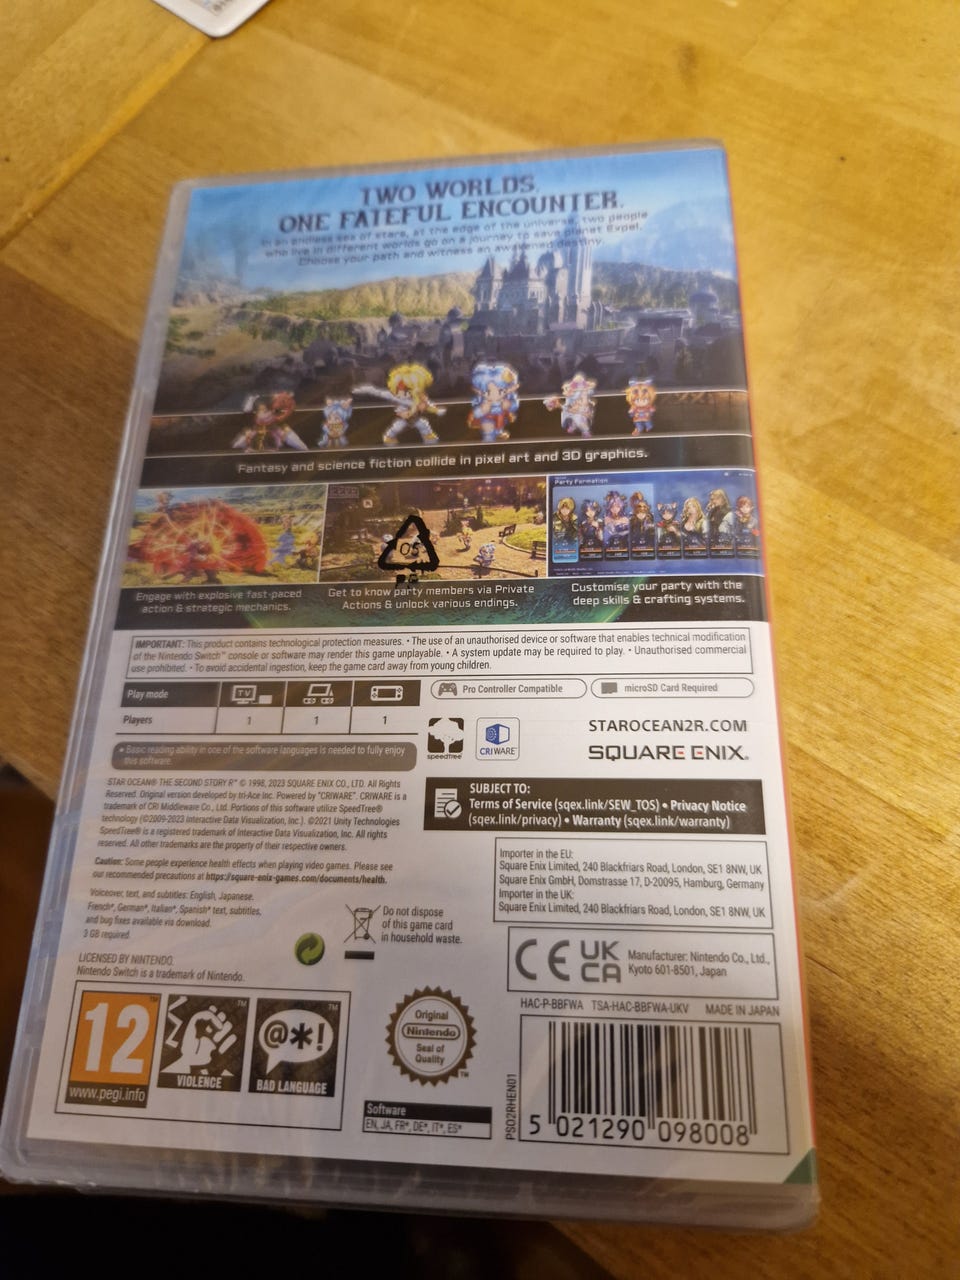 TWO WORLDS.
ONE FATEFUL ENCOUNTER.
In an endless sea of stars, at the edge of the universe, two people
who live in different worlds go on a journey to save planet Expel.
Choose your path and witness an awakened destiny.
Fantasy and science fiction collide in pixel art and 3D graphics.
Party Formation
05
Engage with explosive fast-paced
action & strategic mechanics.
Get to know party members via Private
Actions & unlock various endings.
Customise your party with the
deep skills & crafting systems.
IMPORTANT: This product contains technological protection measures. • The use of an unauthorised device or software that enables technical modification
of the Nintendo Switch™ console or software may render this game unplayable. • A system update may be required to play. • Unauthorised commercial
use prohibited. • To avoid accidental ingestion, keep the game card away from young children.
Play mode
TV
Players 1 1 1
Pro Controller Compatible
microSD Card Required
• Basic reading ability in one of the software languages is needed to fully enjoy
this software.
SpeedTree®
CRIWARE™
STAROCEAN2R.COM
SQUARE ENIX®
STAR OCEAN® THE SECOND STORY R™ © 1998, 2023 SQUARE ENIX CO., LTD. All Rights
Reserved. Original version developed by tri-Ace Inc. Powered by "CRIWARE". CRIWARE is a
trademark of CRI Middleware Co., Ltd. Portions of this software utilize SpeedTree®
technology (©2009-2023 Interactive Data Visualization, Inc.). ©2021 Unity Technologies
SpeedTree® is a registered trademark of Interactive Data Visualization, Inc. All rights
reserved. All other trademarks are the property of their respective owners.
Caution: Some people experience health effects when playing video games. Please see
our recommended precautions at https://square-enix-games.com/documents/health.
Voiceover, text, and subtitles: English, Japanese.
French*, German*, Italian*, Spanish* text, subtitles,
and bug fixes available via download.
3 GB required.
SUBJECT TO:
Terms of Service (sqex.link/SEW_TOS) • Privacy Notice
(sqex.link/privacy) • Warranty (sqex.link/warranty)
Importer in the EU:
Square Enix Limited, 240 Blackfriars Road, London, SE1 8NW, UK
Square Enix GmbH, Domstrasse 17, D-20095, Hamburg, Germany
Importer in the UK:
Square Enix Limited, 240 Blackfriars Road, London, SE1 8NW, UK
Do not dispose
of this game card
in household waste.
LICENSED BY NINTENDO.
Nintendo Switch is a trademark of Nintendo.
CE UK
CA
Manufacturer: Nintendo Co., Ltd.,
Kyoto 601-8501, Japan
HAC-P-BBFWA TSA-HAC-BBFWA-UKV MADE IN JAPAN
12™
www.pegi.info
VIOLENCE™
@*!™
BAD LANGUAGE
Original
Nintendo
Seal of
Quality
™
Software
EN, JA, FR*, DE*, IT*, ES*
PSO2RHEN01
5 021290 098008